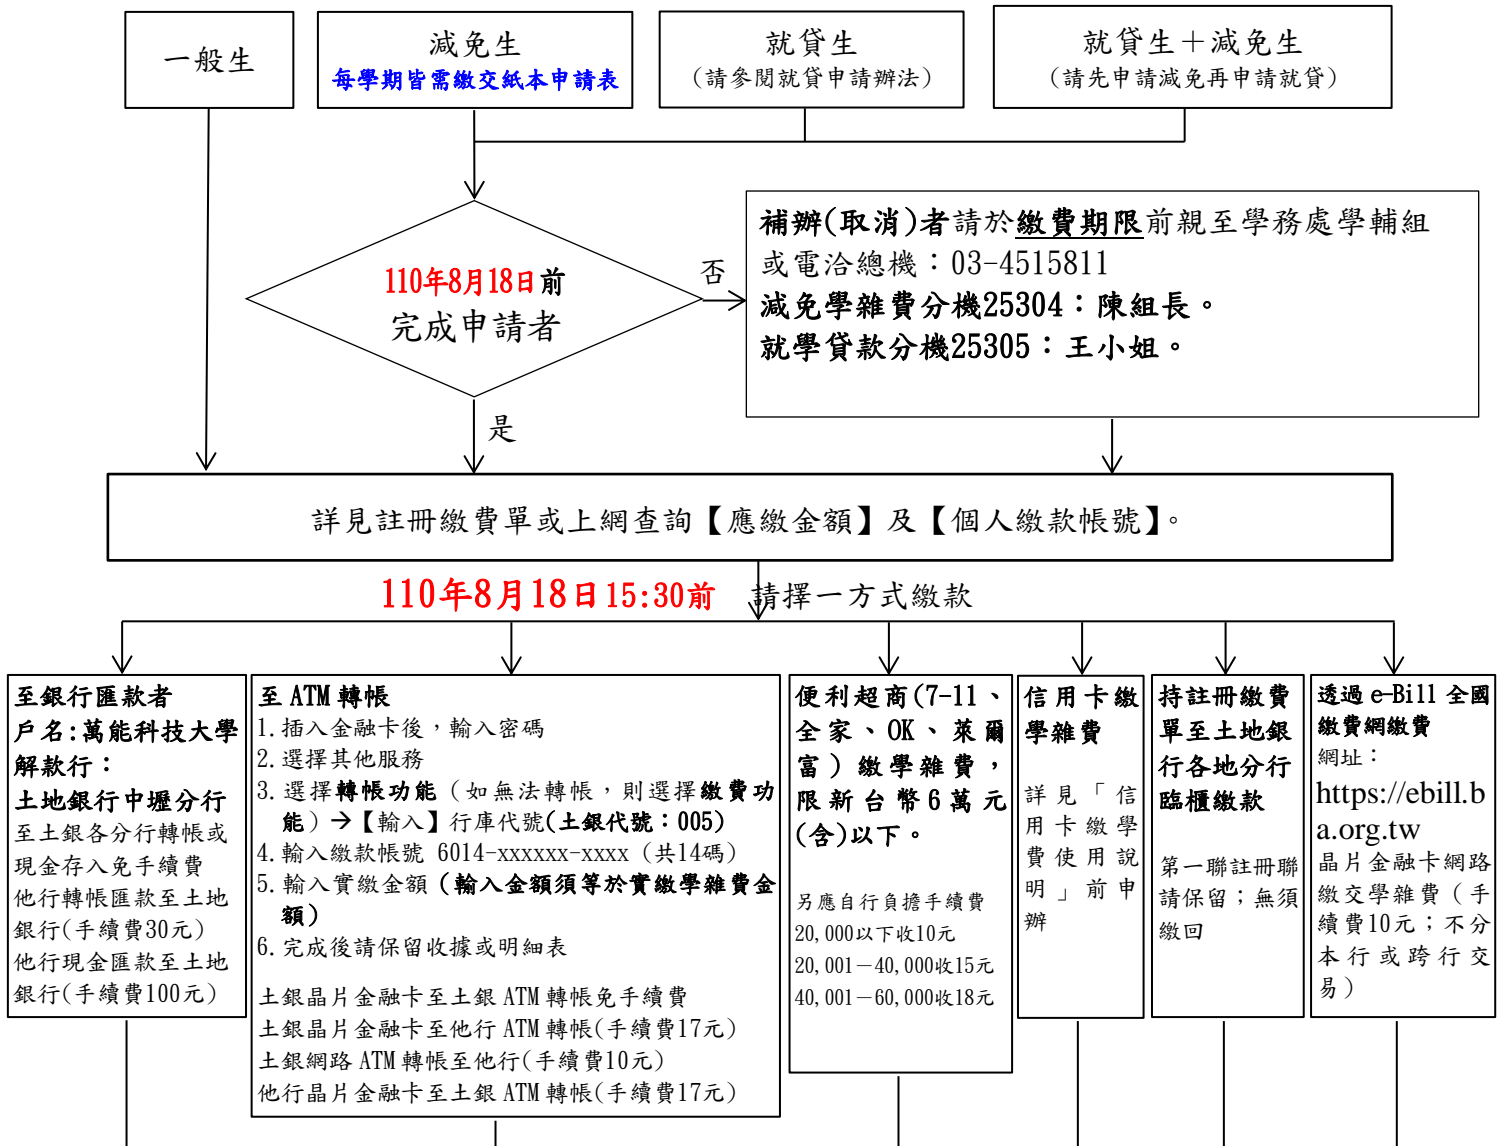 一般生
減免生
每學期皆需繳交紙本申請表
就貸生
(請參閱就貸申請辦法)
就貸生＋減免生
(請先申請減免再申請就貸)
110年8月18日前
完成申請者
否
是
補辦(取消)者請於繳費期限前親至學務處學輔組
或電洽總機：03-4515811
減免學雜費分機25304：陳組長。
就學貸款分機25305：王小姐。
詳見註冊繳費單或上網查詢【應繳金額】及【個人繳款帳號】。
110年8月18日15:30前 請擇一方式繳款
至銀行匯款者
戶名:萬能科技大學
解款行：
土地銀行中壢分行
至土銀各分行轉帳或
現金存入免手續費
他行轉帳匯款至土地
銀行(手續費30元)
他行現金匯款至土地
銀行(手續費100元)
至 ATM 轉帳
1.插入金融卡後，輸入密碼
2.選擇其他服務
3.選擇轉帳功能（如無法轉帳，則選擇繳費功
能）→【輸入】行庫代號(土銀代號：005)
4.輸入繳款帳號 6014-xxxxxx-xxxx（共14碼）
5.輸入實繳金額（輸入金額須等於實繳學雜費金
額）
6.完成後請保留收據或明細表
土銀晶片金融卡至土銀 ATM 轉帳免手續費
土銀晶片金融卡至他行 ATM 轉帳(手續費17元)
土銀網路 ATM 轉帳至他行(手續費10元)
他行晶片金融卡至土銀 ATM 轉帳(手續費17元)
便利超商(7-11、
全家、OK、萊爾
富）繳學雜費，
限新台幣6萬元
(含)以下。
另應自行負擔手續費
20,000以下收10元
20,001－40,000收15元
40,001－60,000收18元
信用卡繳
學雜費
詳見「信
用卡繳學
費使用說
明」前申
辦
持註冊繳費
單至土地銀
行各地分行
臨櫃繳款
第一聯註冊聯
請保留；無須
繳回
透過 e-Bill 全國
繳費網繳費
網址：
https://ebill.b
a.org.tw
晶片金融卡網路
繳交學雜費（手
續費10元；不分
本行或跨行交
易）